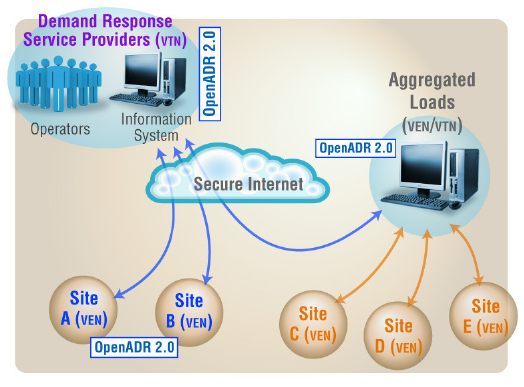 Demand Response
Service Providers (VTN)
OpenADR 2.0
Operators
Information
System
Aggregated
Loads
(VEN/VTN)
OpenADR 2.0
Secure Internet
Site
A (VEN)
Site
B (VEN)
OpenADR 2.0
Site
C (VEN)
Site
D (VEN)
Site
E (VEN)